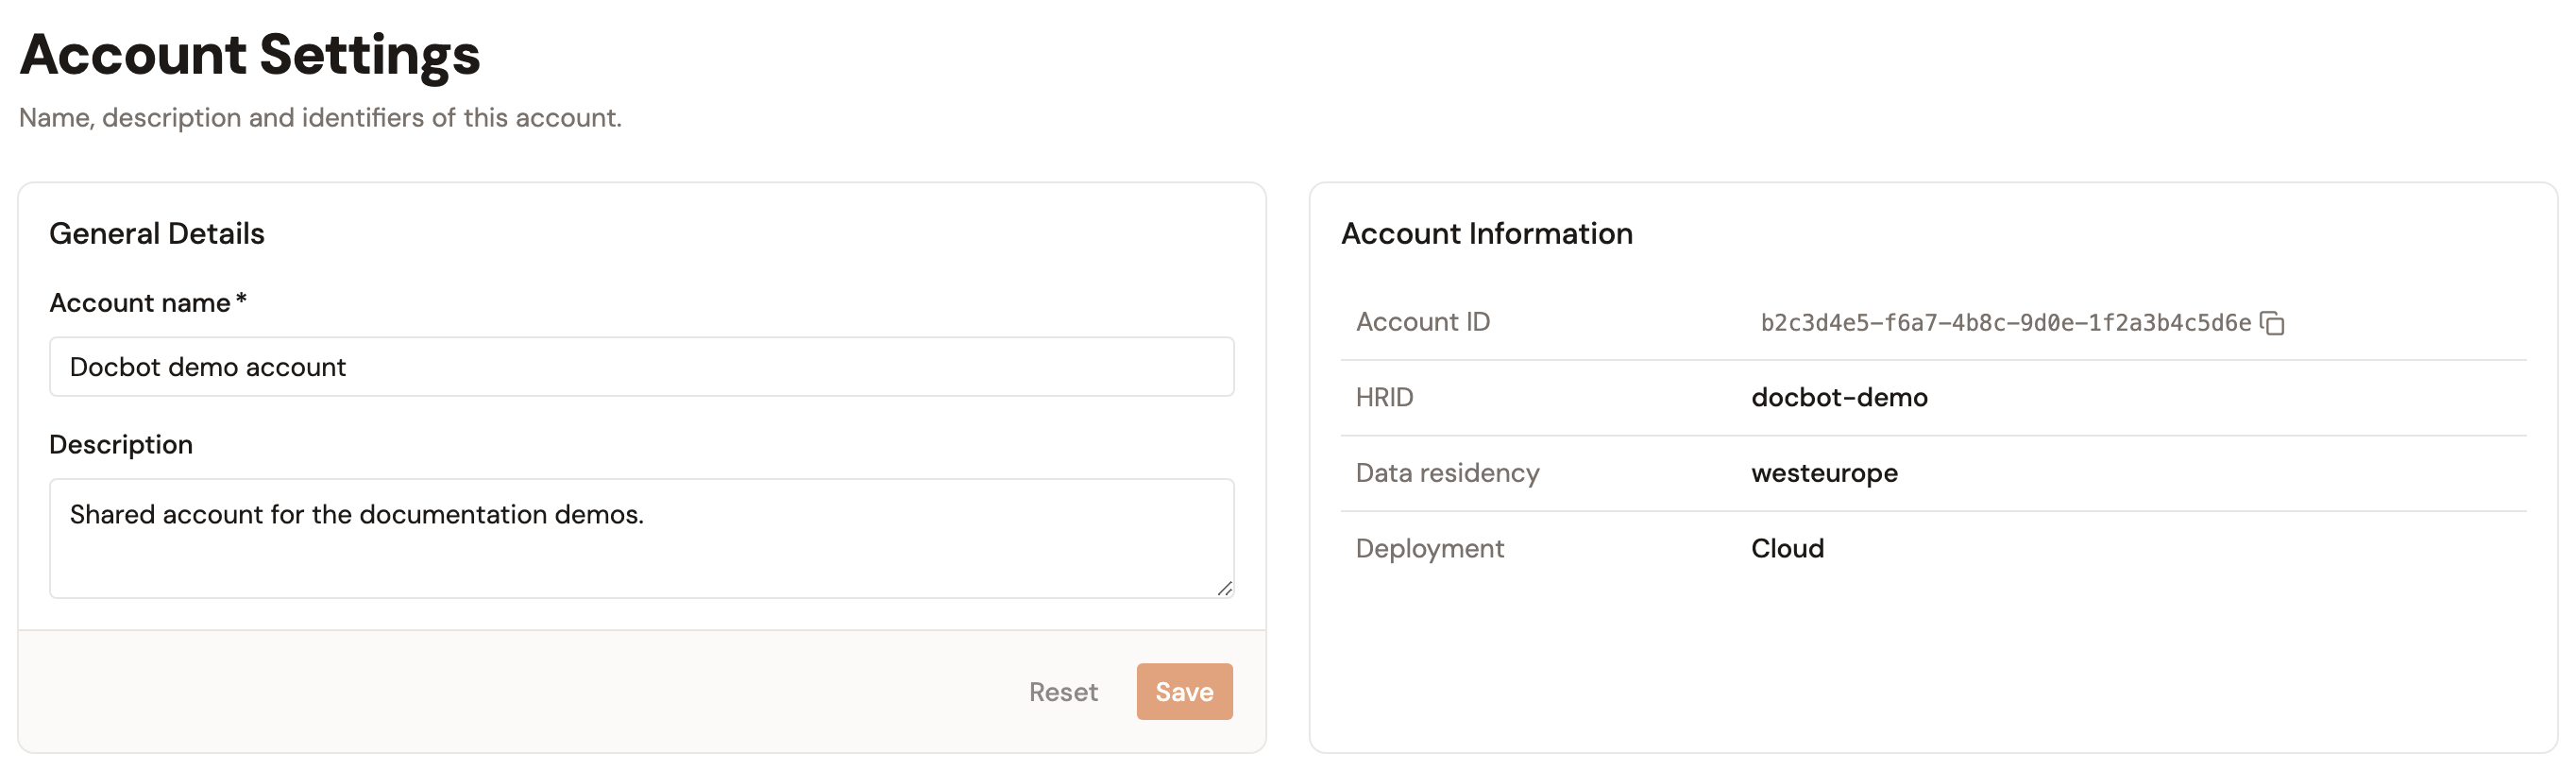 Account Settings
Name, description and identifiers of this account.
General Details
Account name*
Docbot demo account
Description
Shared account for the documentation demos.
Reset
Save
Account Information
Account ID
b2c3d4e5-f6a7-4b8c-9d0e-1f2a3b4c5d6e
HRID
docbot-demo
Data residency
westeurope
Deployment
Cloud